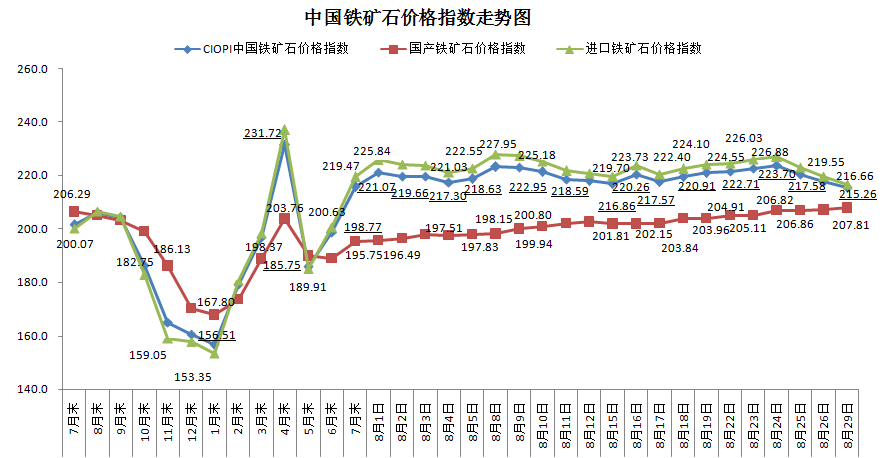 中国铁矿石价格指数走势图
CIOPI中国铁矿石价格指数 国产铁矿石价格指数 进口铁矿石价格指数
260.0
240.0
220.0
200.0
180.0
160.0
140.0
206.29
200.07
182.75
159.05
186.13
153.35
167.80
156.51
198.37
231.72
203.76
185.75
189.91
200.63
219.47
198.77
225.84
221.07
195.75
196.49
219.66
221.03
217.30
197.51
222.55
218.63
197.83
227.95
198.15
225.18
222.95
200.80
199.94
218.59
219.70
216.86
201.81
223.73
220.26
202.15
222.40
217.57
203.84
224.10
220.91
203.96
224.55
204.91
226.03
222.71
205.11
226.88
223.70
206.82
206.86
217.58
219.55
216.66
215.26
207.81
7月末
8月末
9月末
10月末
11月末
12月末
1月末
2月末
3月末
4月末
5月末
6月末
7月末
8月1日
8月2日
8月3日
8月4日
8月5日
8月8日
8月9日
8月10日
8月11日
8月12日
8月15日
8月16日
8月17日
8月18日
8月19日
8月22日
8月23日
8月24日
8月25日
8月26日
8月29日